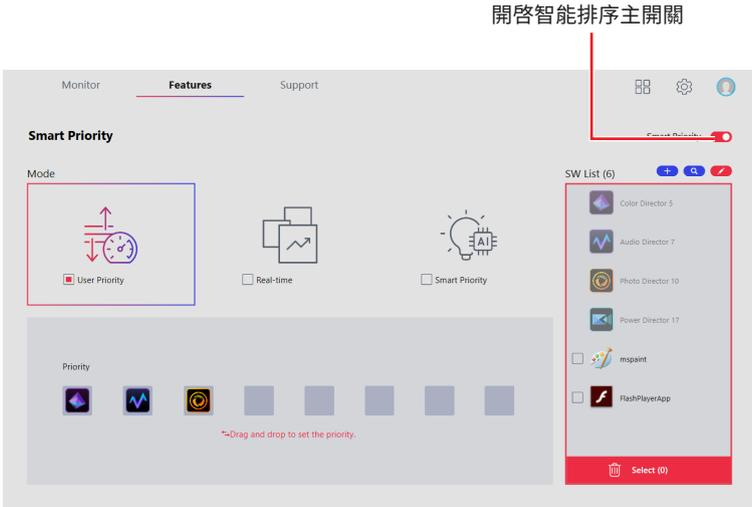 開啓智能排序主開關
Monitor Features Support
Smart Priority
Smart Priority
Mode
SW List (6)
User Priority
Real-time
AI
Smart Priority
Color Director 5
Audio Director 7
Photo Director 10
Power Director 17
mspaint
FlashPlayerApp
Priority
Drag and drop to set the priority.
Select (0)